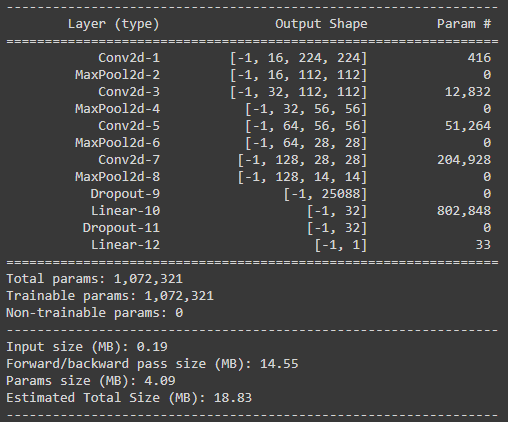 ----------------------------------------------------------------
        Layer (type)               Output Shape         Param #
================================================================
            Conv2d-1         [-1, 16, 224, 224]             416
         MaxPool2d-2         [-1, 16, 112, 112]               0
            Conv2d-3         [-1, 32, 112, 112]          12,832
         MaxPool2d-4           [-1, 32, 56, 56]               0
            Conv2d-5           [-1, 64, 56, 56]          51,264
         MaxPool2d-6           [-1, 64, 28, 28]               0
            Conv2d-7          [-1, 128, 28, 28]         204,928
         MaxPool2d-8          [-1, 128, 14, 14]               0
           Dropout-9                [-1, 25088]               0
           Linear-10                   [-1, 32]         802,848
          Dropout-11                   [-1, 32]               0
           Linear-12                    [-1, 1]              33
================================================================
Total params: 1,072,321
Trainable params: 1,072,321
Non-trainable params: 0
----------------------------------------------------------------
Input size (MB): 0.19
Forward/backward pass size (MB): 14.55
Params size (MB): 4.09
Estimated Total Size (MB): 18.83
----------------------------------------------------------------